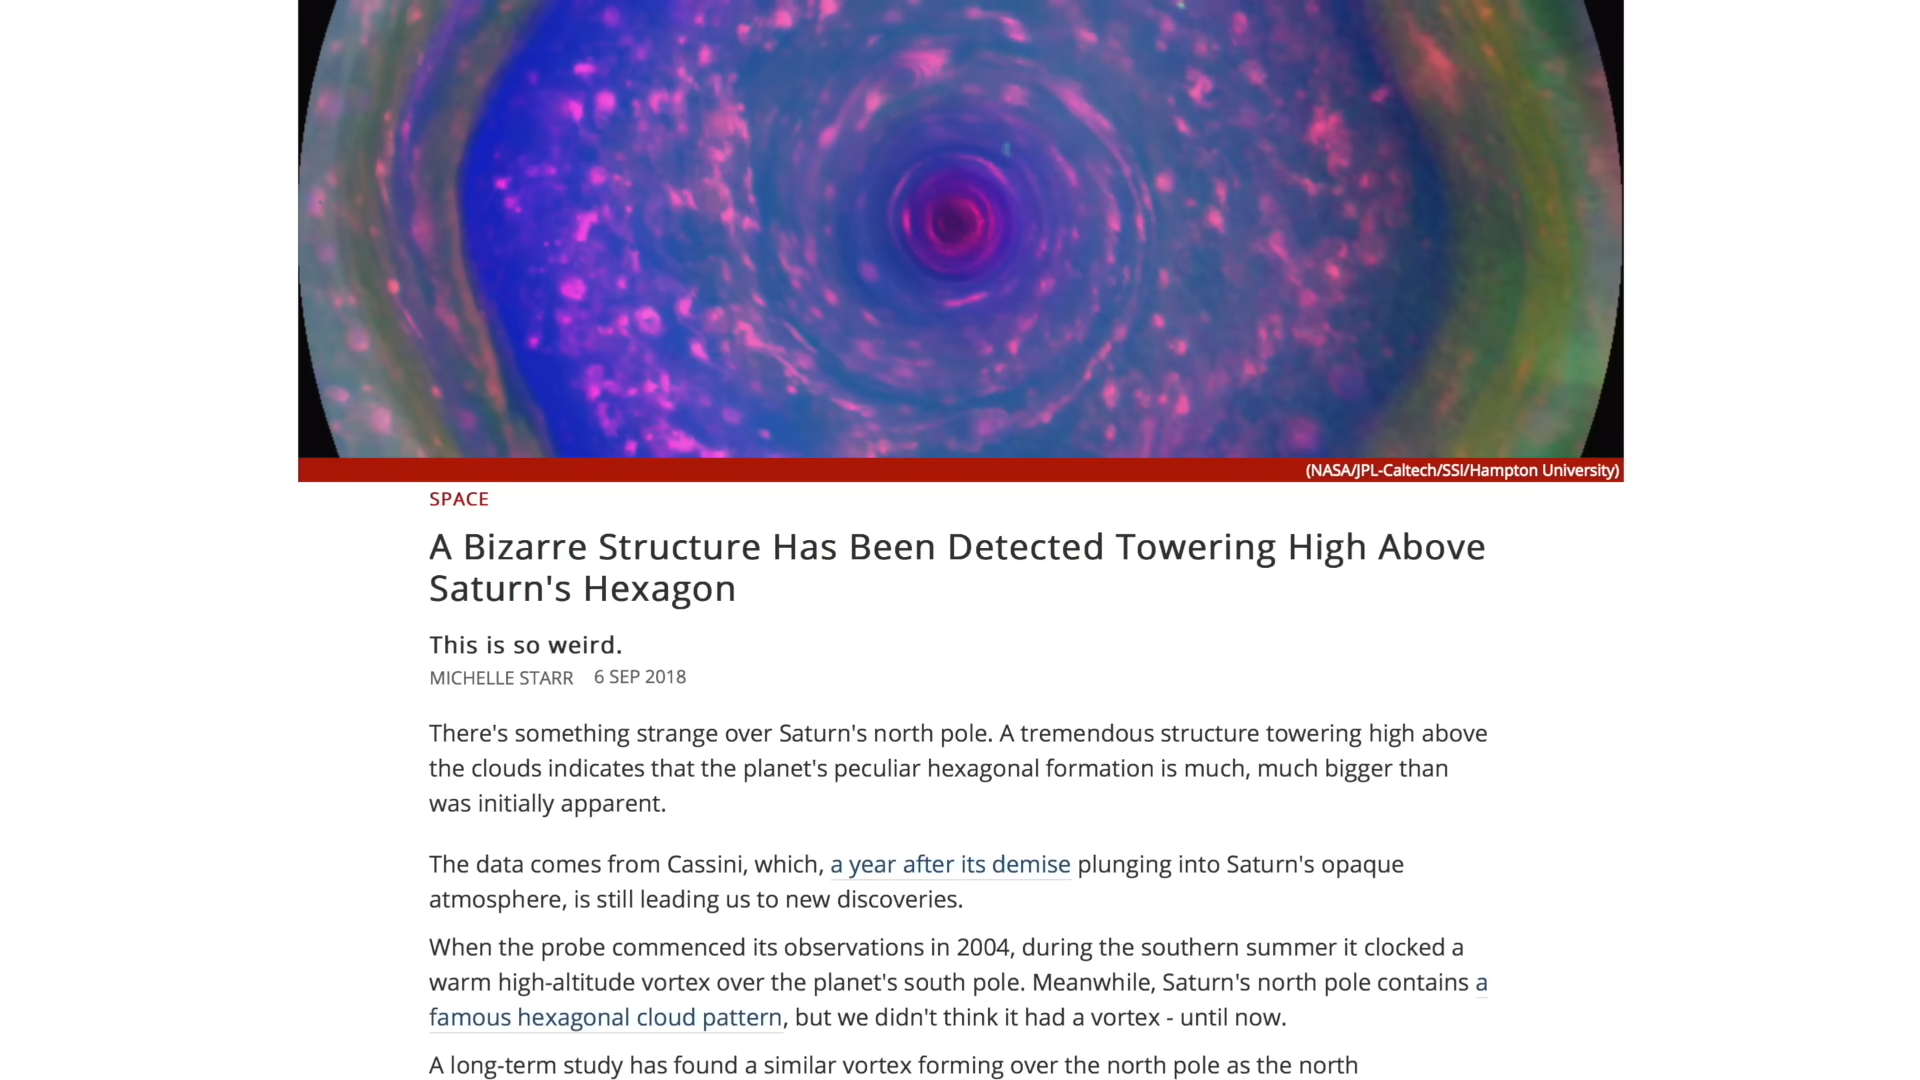 (NASA/JPL-Caltech/SSI/Hampton University)
SPACE
A Bizarre Structure Has Been Detected Towering High Above
Saturn's Hexagon
This is so weird.
MICHELLE STARR 6 SEP 2018
There's something strange over Saturn's north pole. A tremendous structure towering high above
the clouds indicates that the planet's peculiar hexagonal formation is much, much bigger than
was initially apparent.
The data comes from Cassini, which, a year after its demise plunging into Saturn's opaque
atmosphere, is still leading us to new discoveries.
When the probe commenced its observations in 2004, during the southern summer it clocked a
warm high-altitude vortex over the planet's south pole. Meanwhile, Saturn's north pole contains a
famous hexagonal cloud pattern, but we didn't think it had a vortex - until now.
A long-term study has found a similar vortex forming over the north pole as the north